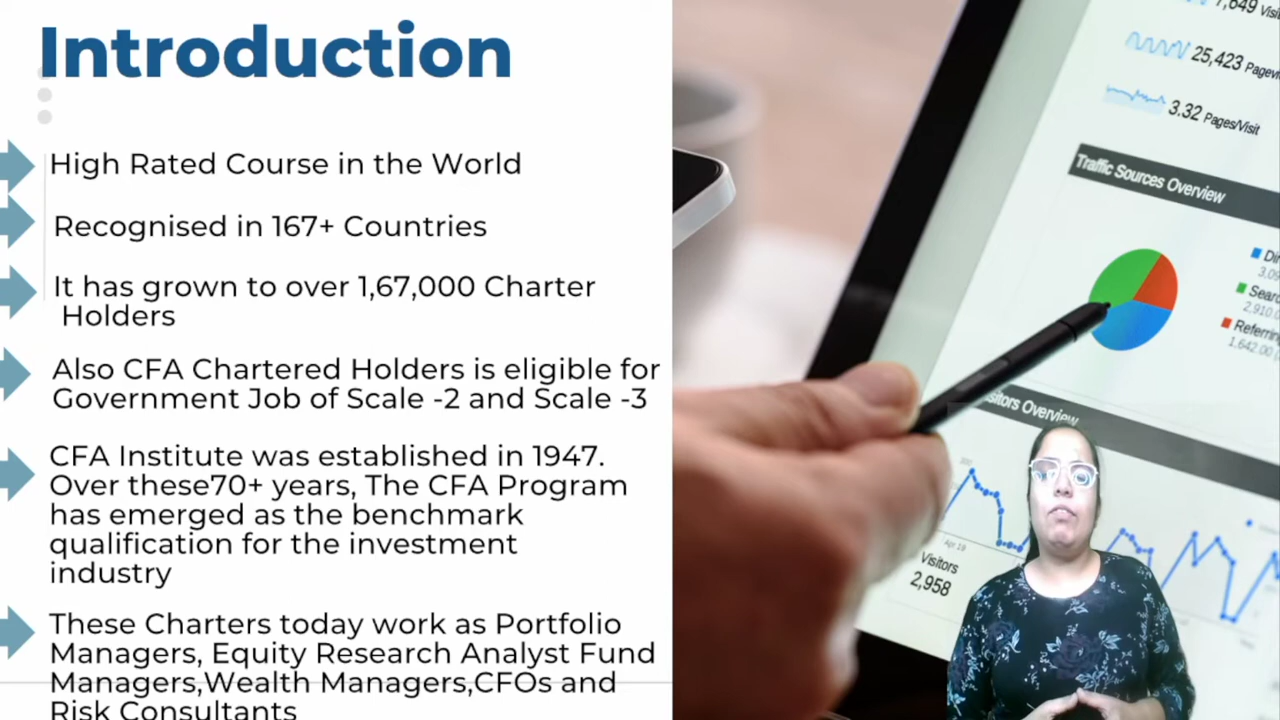 Introduction
High Rated Course in the World
Recognised in 167+ Countries
It has grown to over 1,67,000 Charter
Holders
Also CFA Chartered Holders is eligible for
Government Job of Scale -2 and Scale -3
CFA Institute was established in 1947.
Over these70+ years, The CFA Program
has emerged as the benchmark
qualification for the investment
industry
These Charters today work as Portfolio
Managers, Equity Research Analyst Fund
Managers,Wealth Managers,CFOs and
Risk Consultants
25,423
3.32 Pages/Visit
Traffic Sources Overview
Overview
Visitors
2,958